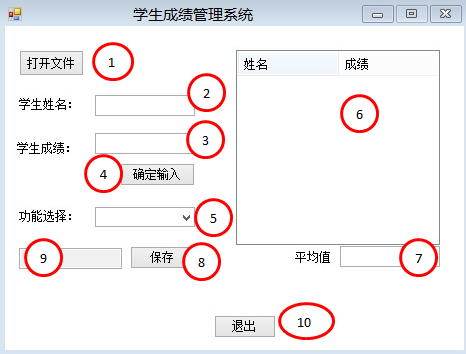 学生成绩管理系统
打开文件 1
姓名 成绩
学生姓名： 2
学生成绩： 3
6
4 确定输入
功能选择： 5
9 保存 8
平均值 7
退出 10